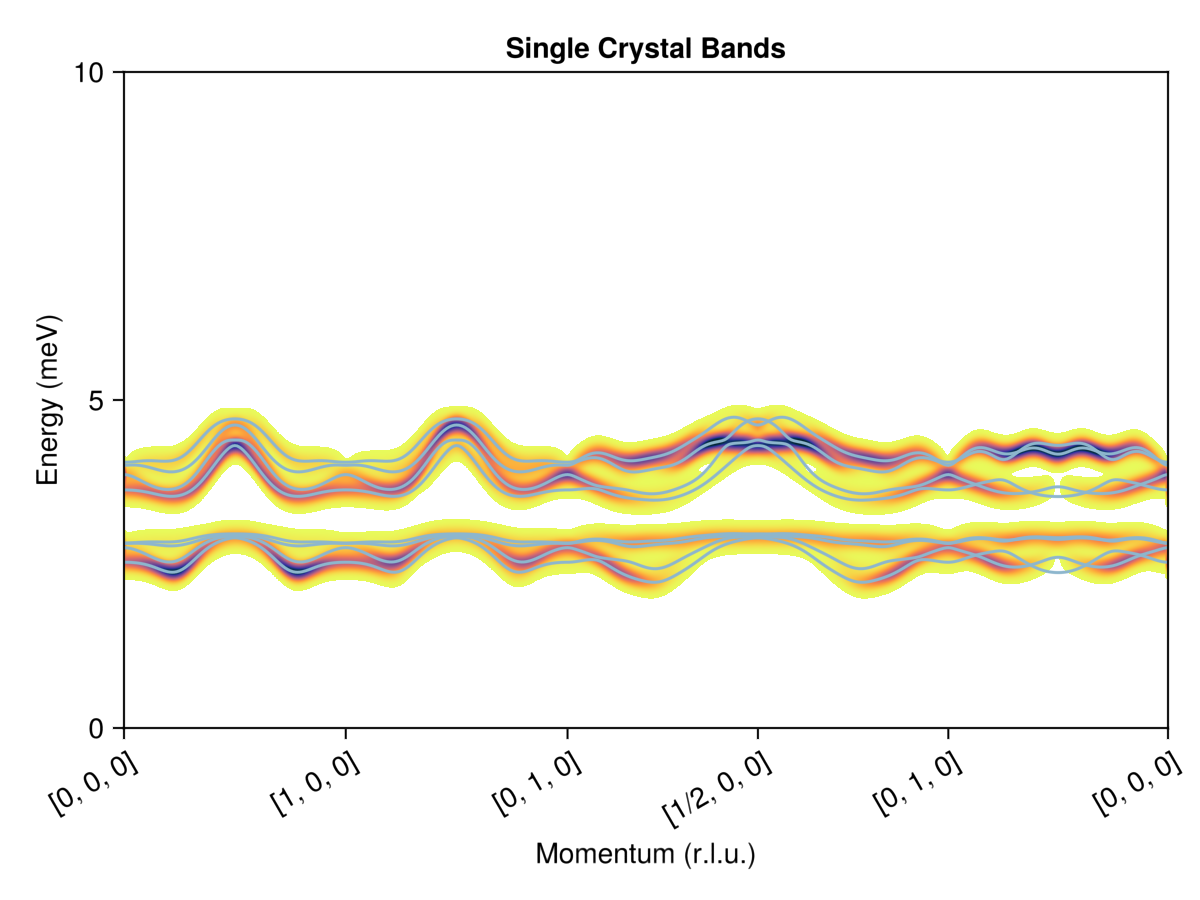 Single Crystal Bands
10
5
0
Energy (meV)
[0, 0, 0]
[1, 0, 0]
[0, 1, 0]
[1/2, 0, 0]
[0, 1, 0]
[0, 0, 0]
Momentum (r.l.u.)